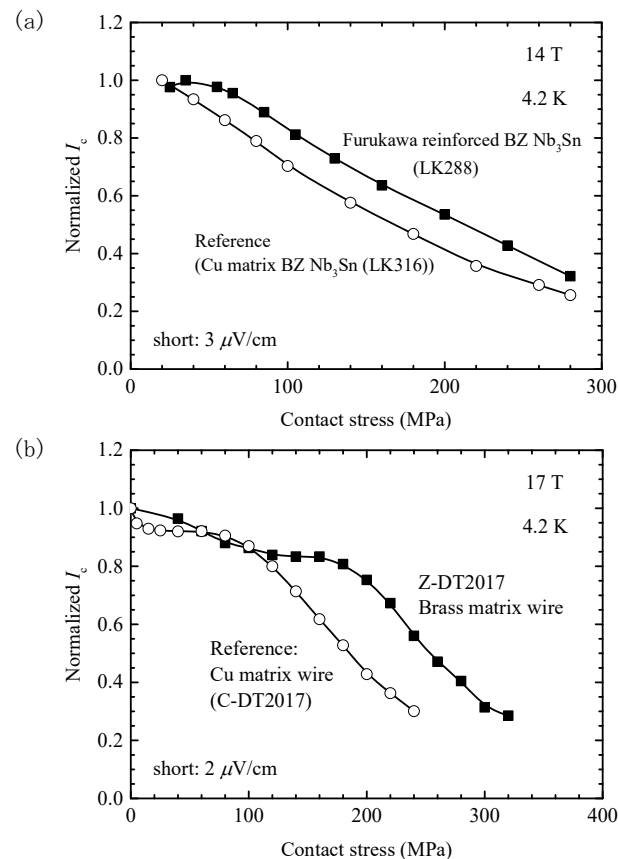 (a)
1.2
1.0
0.8
0.6
0.4
0.2
0.0
Normalized I_c
14 T
4.2 K
Furukawa reinforced BZ Nb₃Sn
(LK288)
Reference
(Cu matrix BZ Nb₃Sn (LK316))
short: 3 μV/cm
0 100 200 300
Contact stress (MPa)
(b)
1.2
1.0
0.8
0.6
0.4
0.2
0.0
Normalized I_c
17 T
4.2 K
Z-DT2017
Brass matrix wire
Reference:
Cu matrix wire
(C-DT2017)
short: 2 μV/cm
0 100 200 300 400
Contact stress (MPa)